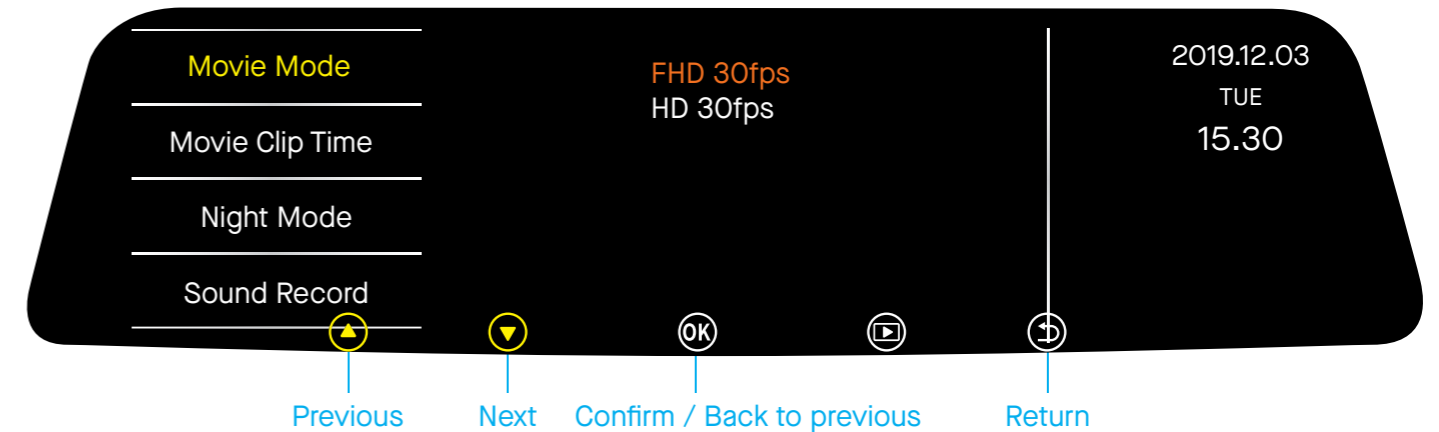 Movie Mode
Movie Clip Time
Night Mode
Sound Record
FHD 30fps
HD 30fps
2019.12.03
TUE
15.30
OK
Previous
Next
Confirm / Back to previous
Return